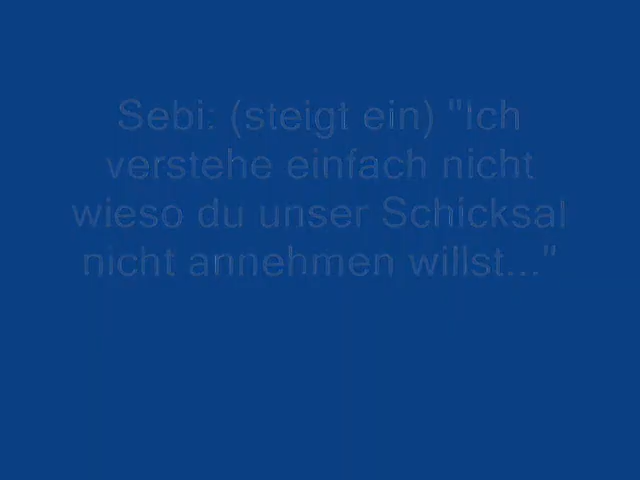 Sebi: (steigt ein) "Ich
verstehe einfach nicht
wieso du unser Schicksal
nicht annehmen willst..."